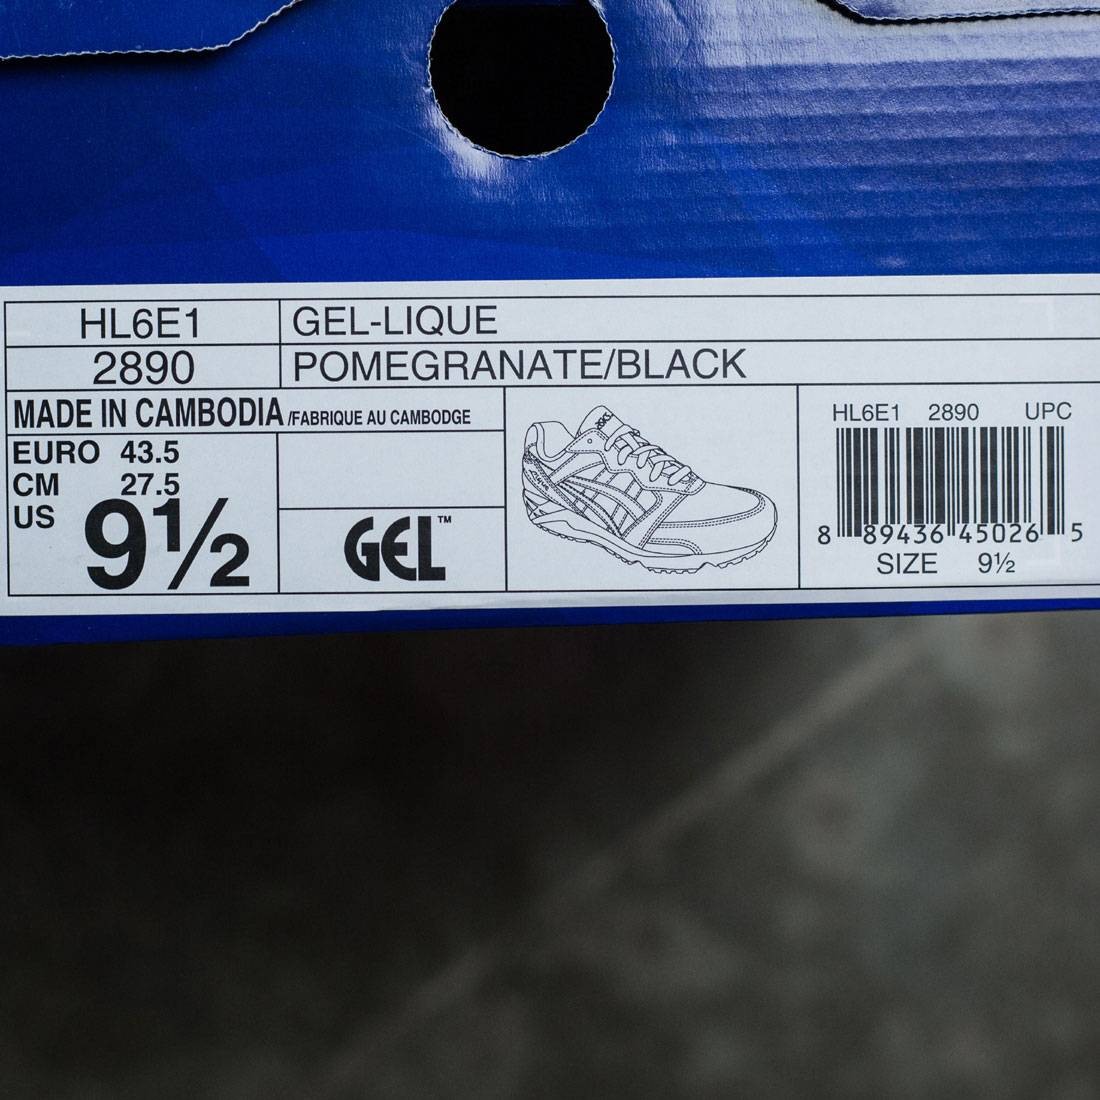 HL6E1 GEL-LIQUE
2890 POMEGRANATE/BLACK
MADE IN CAMBODIA/FABRIQUE AU CAMBODGE
EURO 43.5
CM 27.5
US 9½
GEL™
asics
HL6E1 2890 UPC
8 89436 45026 5
SIZE 9½